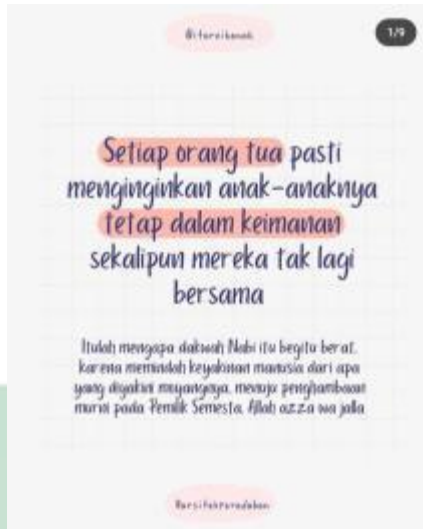 1/9
Setiap orang tua pasti
menginginkan anak-anaknya
tetap dalam keimanan
sekalipun mereka tak lagi
bersama
Itulah mengapa dakwah Nabi itu begitu berat,
karena memindah keyakinan manusia dari apa
yang diyakini moyangnya, menuju penghambaan
murni pada Pemilik Semesta, Allah azza wa jalla